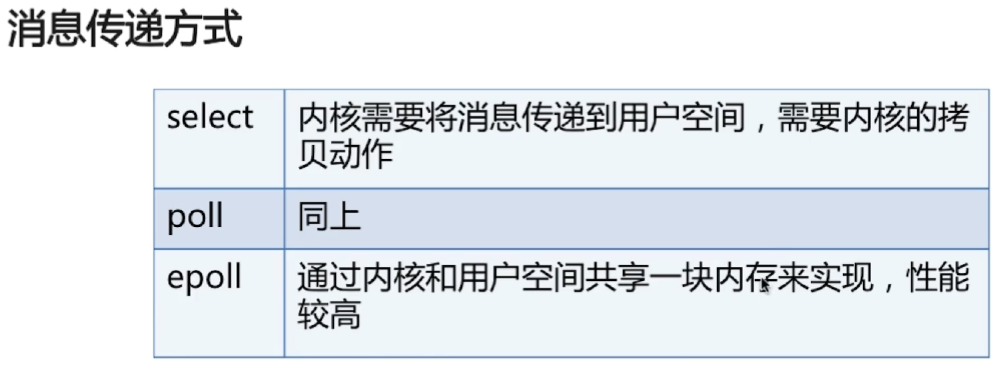 消息传递方式
select 内核需要将消息传递到用户空间，需要内核的拷
贝动作
poll 同上
epoll 通过内核和用户空间共享一块内存来实现，性能
较高